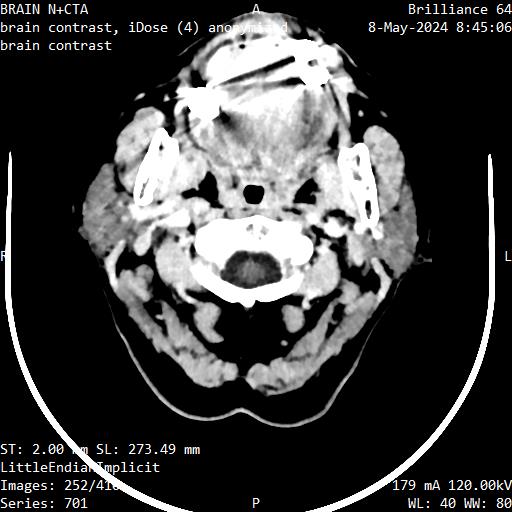 BRAIN N+CTA
A
Brilliance 64
brain contrast, iDose (4) anonymized
8-May-2024 8:45:06
brain contrast
R
L
ST: 2.00 mm SL: 273.49 mm
LittleEndianImplicit
Images: 252/410
179 mA 120.00kV
Series: 701
P
WL: 40 WW: 80